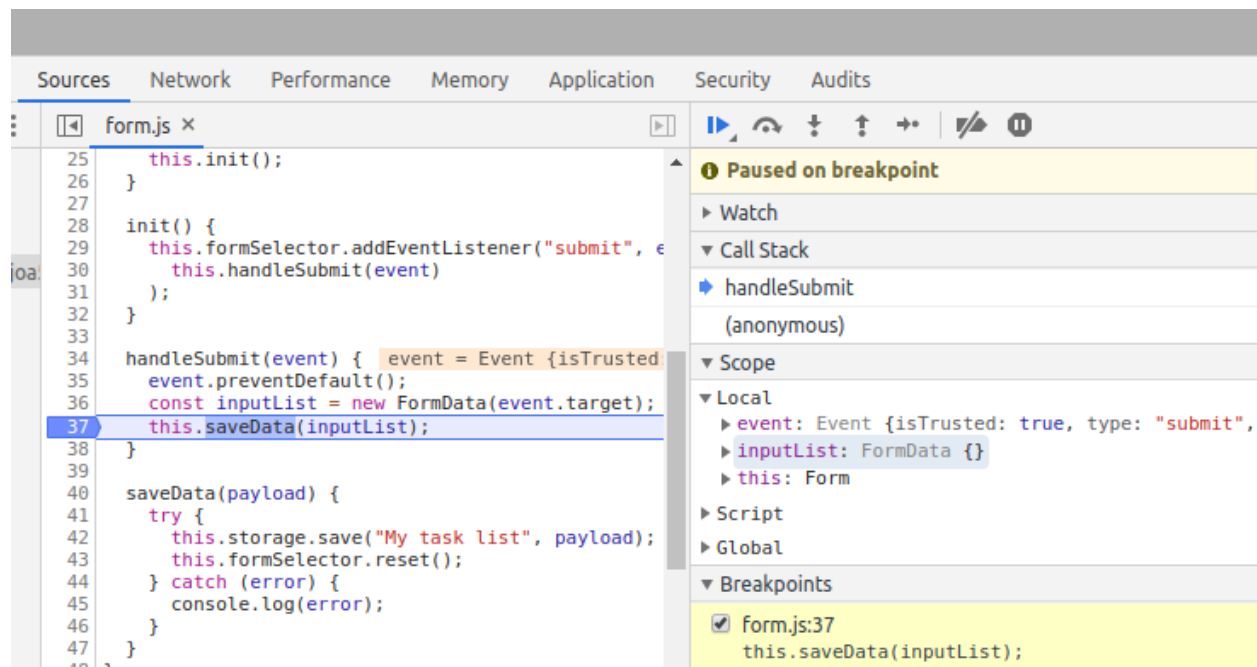 Sources Network Performance Memory Application Security Audits
form.js ×
25 this.init();
26 }
27
28 init() {
29 this.formSelector.addEventListener("submit", e
joa
30 this.handleSubmit(event)
31 );
32 }
33
34 handleSubmit(event) { event = Event {isTrusted:
35 event.preventDefault();
36 const inputList = new FormData(event.target);
37 this.saveData(inputList);
38 }
39
40 saveData(payload) {
41 try {
42 this.storage.save("My task list", payload);
43 this.formSelector.reset();
44 } catch (error) {
45 console.log(error);
46 }
47 }
Paused on breakpoint
Watch
Call Stack
handleSubmit
(anonymous)
Scope
Local
event: Event {isTrusted: true, type: "submit",
inputList: FormData {}
this: Form
Script
Global
Breakpoints
form.js:37
this.saveData(inputList);